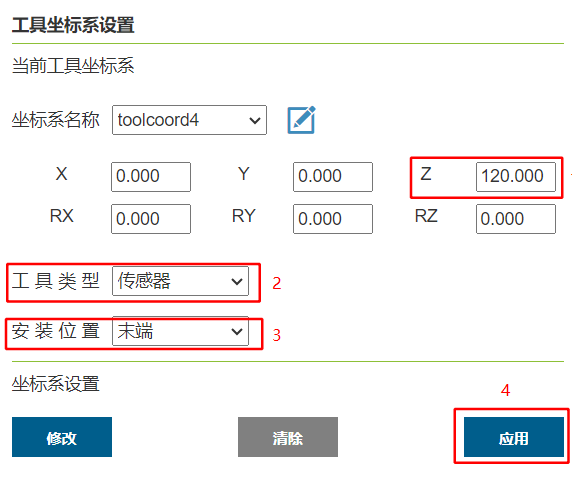 工具坐标系设置
当前工具坐标系
坐标系名称 toolcoord4
X 0.000 Y 0.000 Z 120.000
RX 0.000 RY 0.000 RZ 0.000
工具类型 传感器 2
安装位置 末端 3
坐标系设置
4
修改 清除 应用